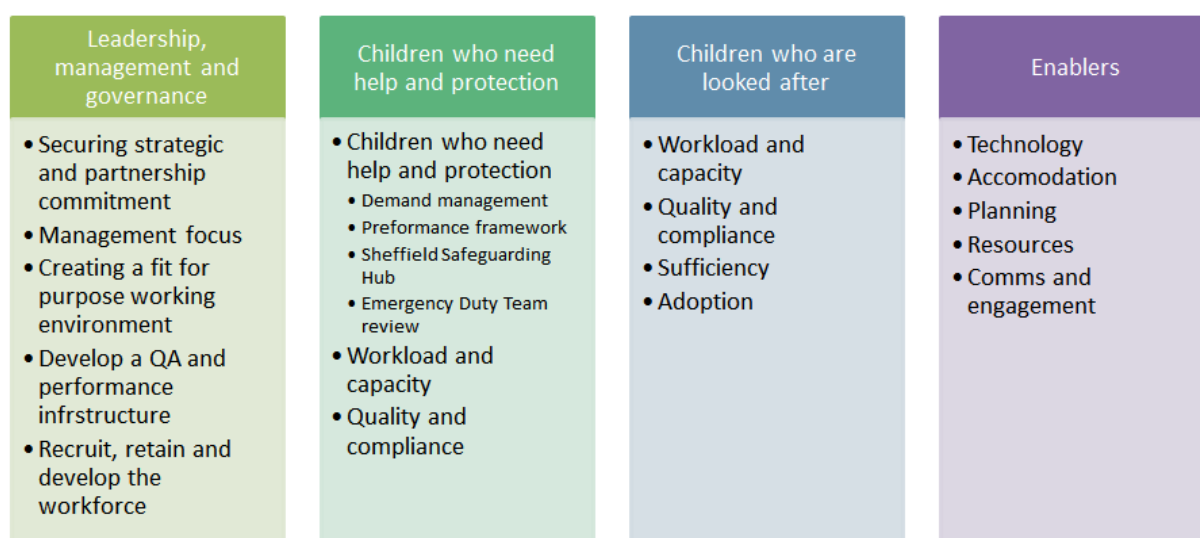 Leadership,
management and
governance
• Securing strategic
and partnership
commitment
• Management focus
• Creating a fit for
purpose working
environment
• Develop a QA and
performance
infrstructure
• Recruit, retain and
develop the
workforce
Children who need
help and protection
• Children who need
help and protection
• Demand management
• Preformance framework
• Sheffield Safeguarding
Hub
• Emergency Duty Team
review
• Workload and
capacity
• Quality and
compliance
Children who are
looked after
• Workload and
capacity
• Quality and
compliance
• Sufficiency
• Adoption
Enablers
• Technology
• Accomodation
• Planning
• Resources
• Comms and
engagement